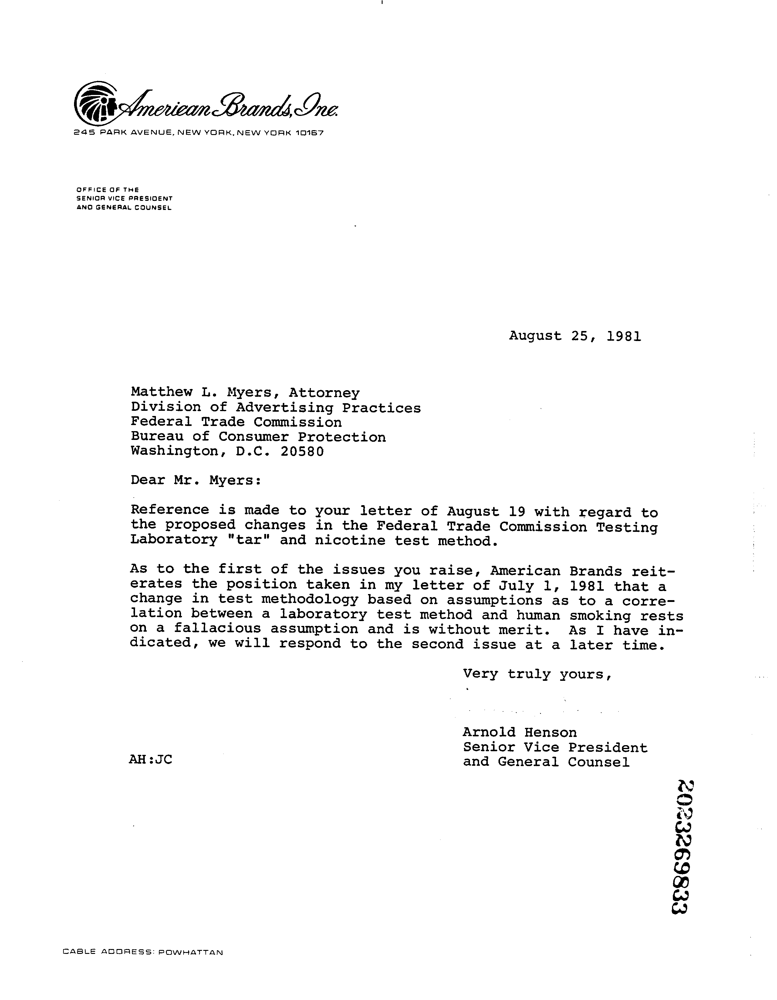 American Brands, Inc.
245 PARK AVENUE, NEW YORK, NEW YORK 10167
OFFICE OF THE
SENIOR VICE PRESIDENT
AND GENERAL COUNSEL
August 25, 1981
Matthew L. Myers, Attorney
Division of Advertising Practices
Federal Trade Commission
Bureau of Consumer Protection
Washington, D.C. 20580
Dear Mr. Myers:
Reference is made to your letter of August 19 with regard to
the proposed changes in the Federal Trade Commission Testing
Laboratory "tar" and nicotine test method.
As to the first of the issues you raise, American Brands reit-
erates the position taken in my letter of July 1, 1981 that a
change in test methodology based on assumptions as to a corre-
lation between a laboratory test method and human smoking rests
on a fallacious assumption and is without merit.  As I have in-
dicated, we will respond to the second issue at a later time.
Very truly yours,
Arnold Henson
Senior Vice President
and General Counsel
AH:JC
2023269833
CABLE ADDRESS: POWHATTAN